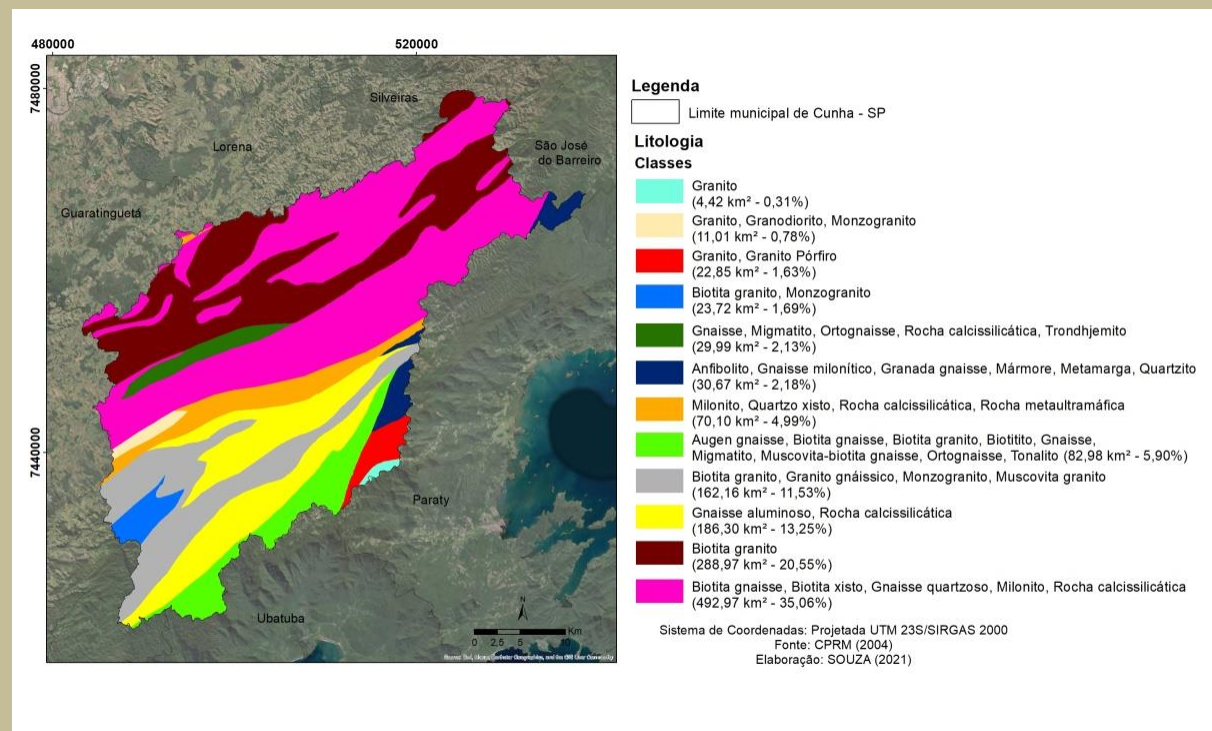 480000
520000
7480000
7440000
Silveiras
Lorena
São José
do Barreiro
Guaratinguetá
Paraty
Ubatuba
N
Km
0 2.5 5 10
Legenda
Limite municipal de Cunha - SP
Litologia
Classes
Granito
(4,42 km² - 0,31%)
Granito, Granodiorito, Monzogranito
(11,01 km² - 0,78%)
Granito, Granito Pórfiro
(22,85 km² - 1,63%)
Biotita granito, Monzogranito
(23,72 km² - 1,69%)
Gnaisse, Migmatito, Ortognaisse, Rocha calcissilicática, Trondhjemito
(29,99 km² - 2,13%)
Anfibolito, Gnaisse milonítico, Granada gnaisse, Mármore, Metamarga, Quartzito
(30,67 km² - 2,18%)
Milonito, Quartzo xisto, Rocha calcissilicática, Rocha metaultramáfica
(70,10 km² - 4,99%)
Augen gnaisse, Biotita gnaisse, Biotita granito, Biotitito, Gnaisse,
Migmatito, Muscovita-biotita gnaisse, Ortognaisse, Tonalito (82,98 km² - 5,90%)
Biotita granito, Granito gnáissico, Monzogranito, Muscovita granito
(162,16 km² - 11,53%)
Gnaisse aluminoso, Rocha calcissilicática
(186,30 km² - 13,25%)
Biotita granito
(288,97 km² - 20,55%)
Biotita gnaisse, Biotita xisto, Gnaisse quartzoso, Milonito, Rocha calcissilicática
(492,97 km² - 35,06%)
Sistema de Coordenadas: Projetada UTM 23S/SIRGAS 2000
Fonte: CPRM (2004)
Elaboração: SOUZA (2021)